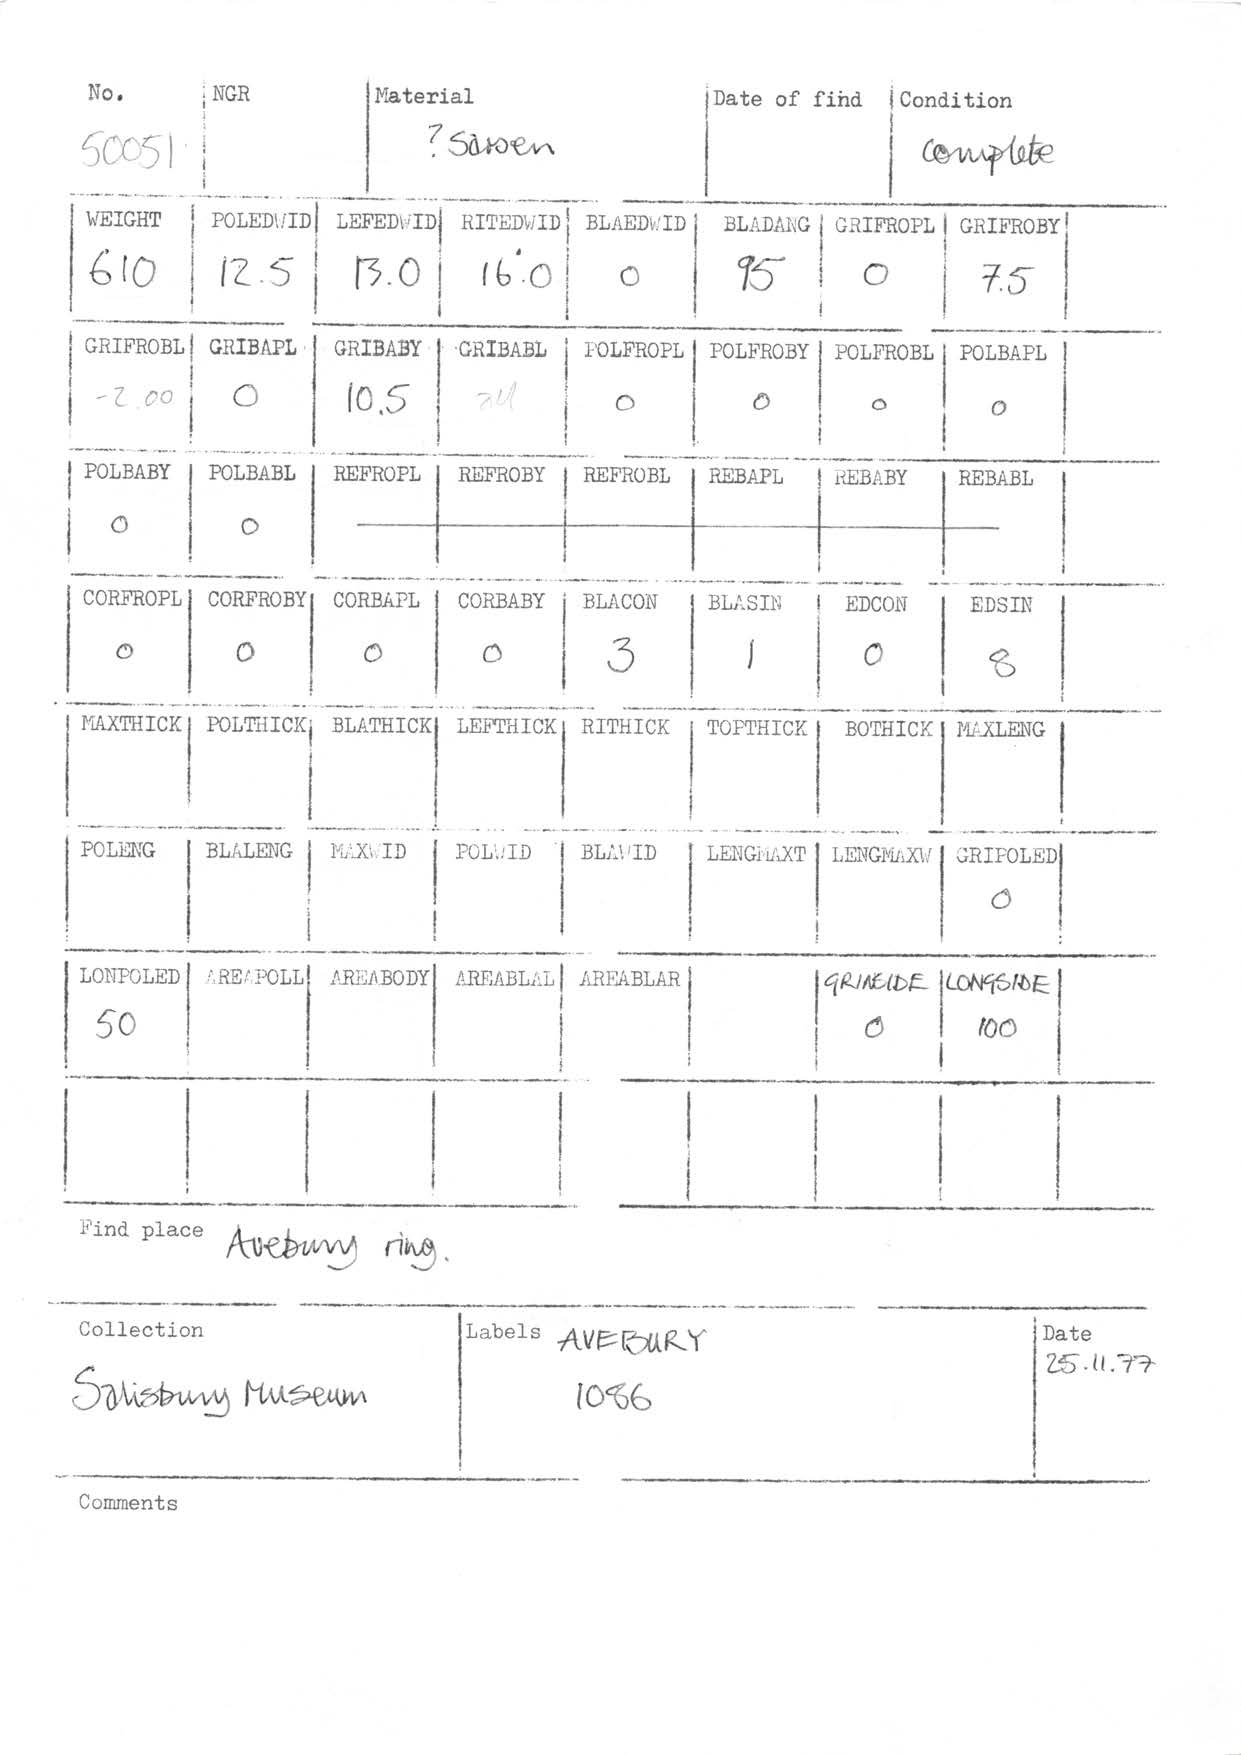 No. NGR Material Date of find Condition
50051 ? Sarsen complete
WEIGHT POLEDWID LEFEDWID RITEDWID BLAEDWID BLADANG GRIFROPL GRIFROBY
610 12.5 13.0 16.0 0 95 0 7.5
GRIFROBL GRIBAPL GRIBABY GRIBABL POLFROPL POLFROBY POLFROBL POLBAPL
-2.00 0 10.5 0 0 0 0
POLBABY POLBABL REFROPL REFROBY REFROBL REBAPL REBABY REBABL
0 0
CORFROPL CORFROBY CORBAPL CORBABY BLACON BLASIN EDCON EDSIN
0 0 0 0 3 1 0 8
MAXTHICK POLTHICK BLATHICK LEFTHICK RITHICK TOPTHICK BOTHICK MAXLENG
POLENG BLALENG MAXWID POLWID BLAWID LENGMAXT LENGMAXW GRIPOLED
0
LONPOLED AREAPOLL AREABODY AREABLAL AREABLAR GRINSIDE LONGSIDE
50 0 100
Find place Avebury ring.
Collection Labels AVEBURY Date
25.11.77
Salisbury Museum 1086
Comments